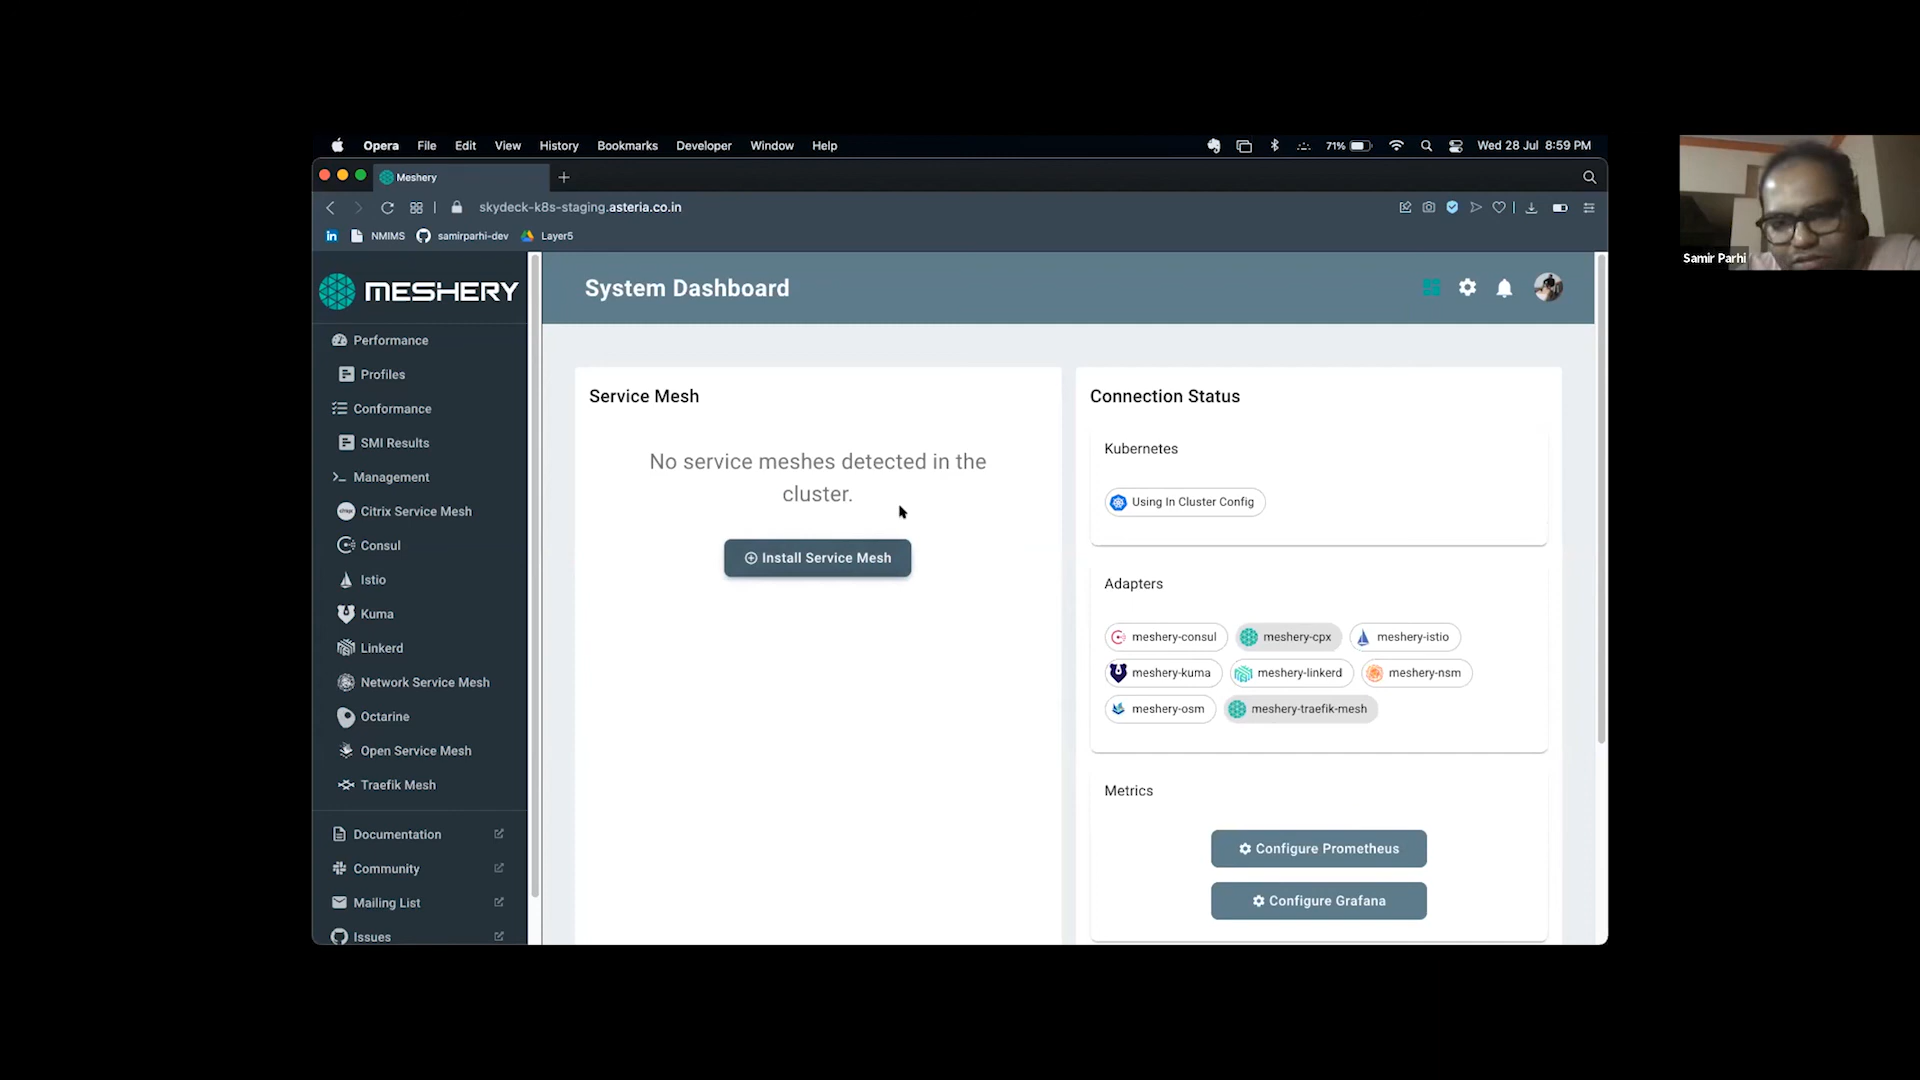 Opera File Edit View History Bookmarks Developer Window Help 71% Wed 28 Jul 8:59 PM
Meshery
skydeck-k8s-staging.asteria.co.in
in NMIMS samirparhi-dev Layer5
MESHERY
Performance
Profiles
Conformance
SMI Results
Management
Citrix Service Mesh
Consul
Istio
Kuma
Linkerd
Network Service Mesh
Octarine
Open Service Mesh
Traefik Mesh
Documentation
Community
Mailing List
Issues
System Dashboard
Service Mesh
No service meshes detected in the
cluster.
Install Service Mesh
Connection Status
Kubernetes
Using In Cluster Config
Adapters
meshery-consul meshery-cpx meshery-istio
meshery-kuma meshery-linkerd meshery-nsm
meshery-osm meshery-traefik-mesh
Metrics
Configure Prometheus
Configure Grafana
Samir Parhi